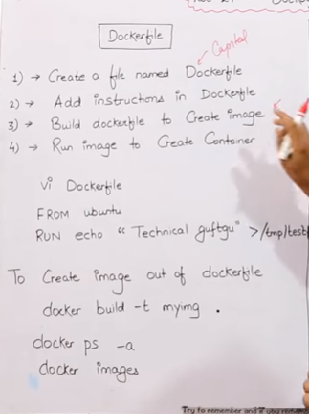 Dockerfile
Capital
1) → Create a file named Dockerfile
2) → Add instructons in Dockerfile
3) → Build dockerfile to Create image
4) → Run image to Create Container
Vi Dockerfile
FROM ubuntu
RUN echo "Technical guftgu" >/tmp/test
To Create image out of dockerfile
docker build -t myimg .
docker ps -a
docker images
Try to remember and